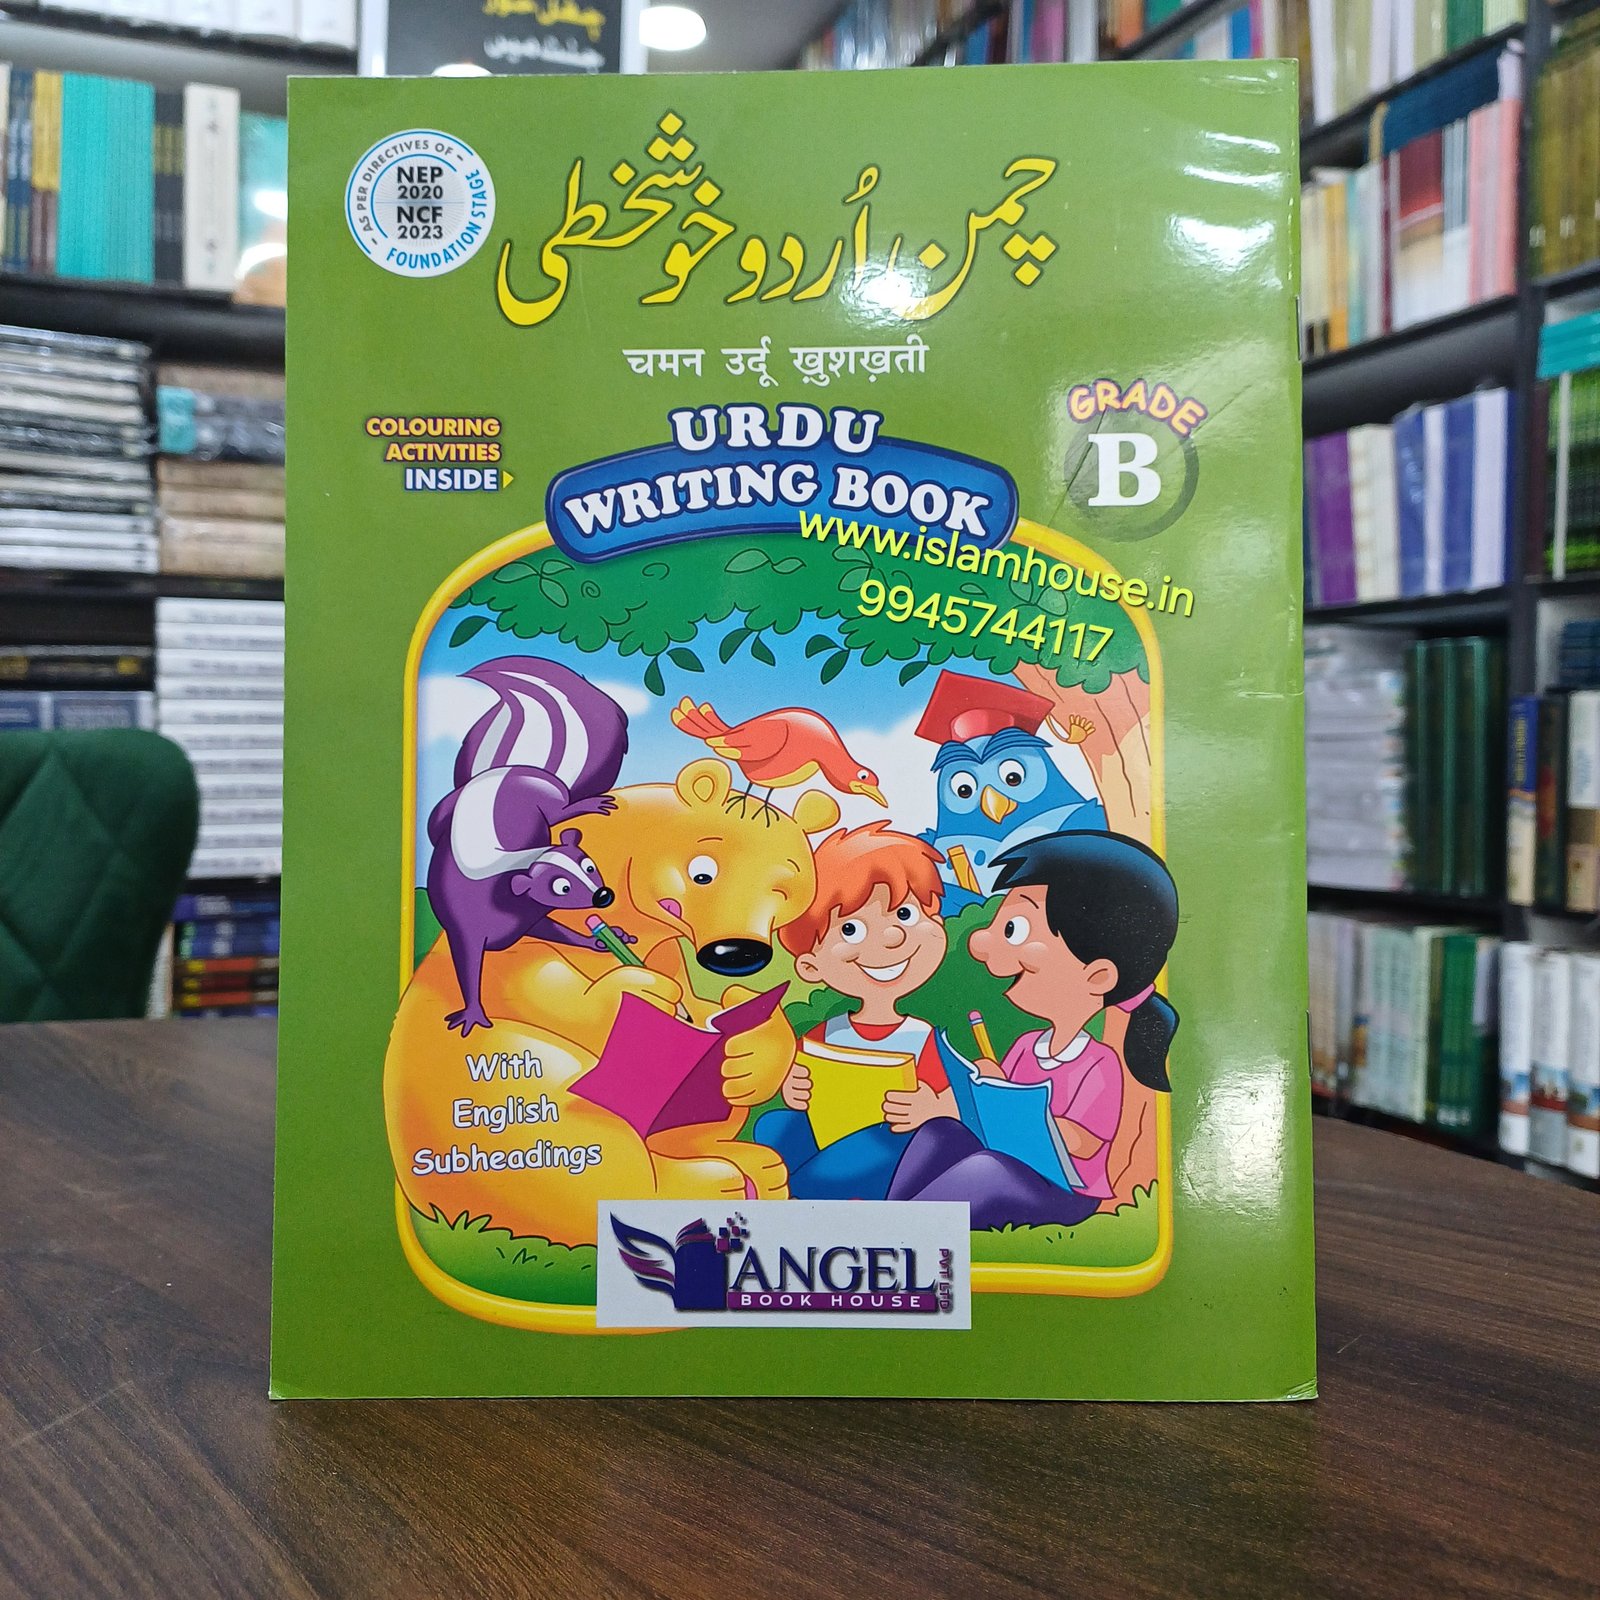 چمن اُردو خوشخطی
चमन उर्दू ख़ुशख़ती
AS PER DIRECTIVES OF
NEP
2020
NCF
2023
FOUNDATION STAGE
COLOURING
ACTIVITIES
INSIDE
GRADE
B
URDU
WRITING BOOK
www.islamhouse.in
9945744117
With
English
Subheadings
ANGEL
BOOK HOUSE
PVT LTD